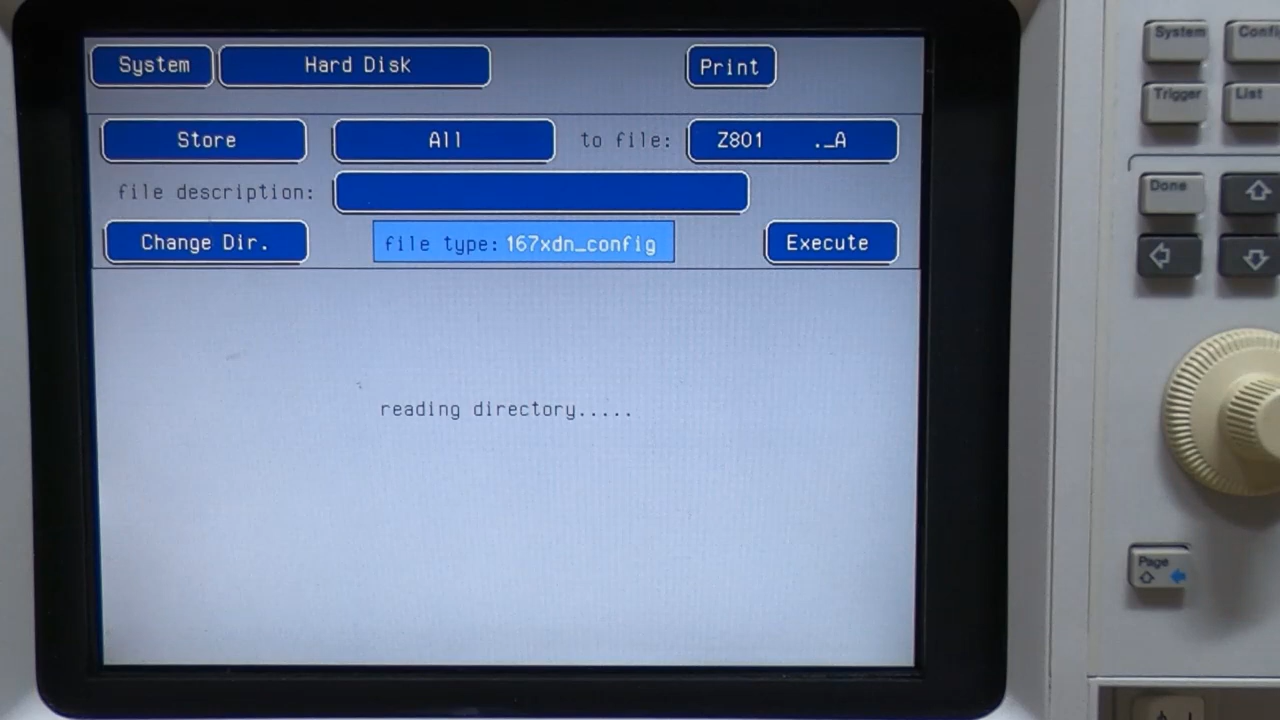 System Hard Disk Print
Store All to file: Z801 ._A
file description:
Change Dir. file type: 167xdn_config Execute
reading directory.....
System
Trigger List
Done
Page